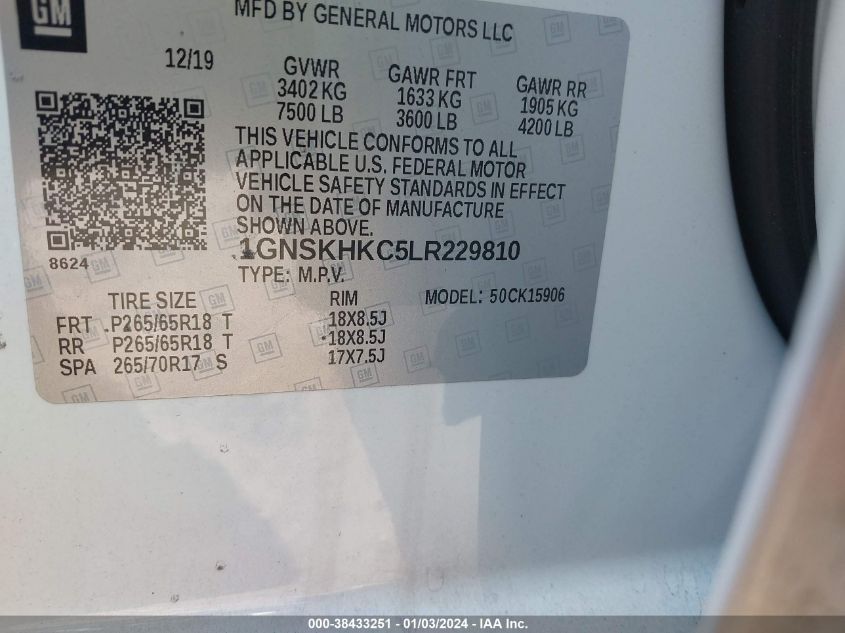 GM
MFD BY GENERAL MOTORS LLC
12/19
GVWR
3402 KG
7500 LB
GAWR FRT
1633 KG
3600 LB
GAWR RR
1905 KG
4200 LB
THIS VEHICLE CONFORMS TO ALL
APPLICABLE U.S. FEDERAL MOTOR
VEHICLE SAFETY STANDARDS IN EFFECT
ON THE DATE OF MANUFACTURE
SHOWN ABOVE.
8624
1GNSKHKC5LR229810
TYPE: M.P.V.
MODEL: 50CK15906
TIRE SIZE RIM
FRT P265/65R18 T 18X8.5J
RR P265/65R18 T 18X8.5J
SPA 265/70R17 S 17X7.5J
000-38433251 - 01/03/2024 - IAA Inc.